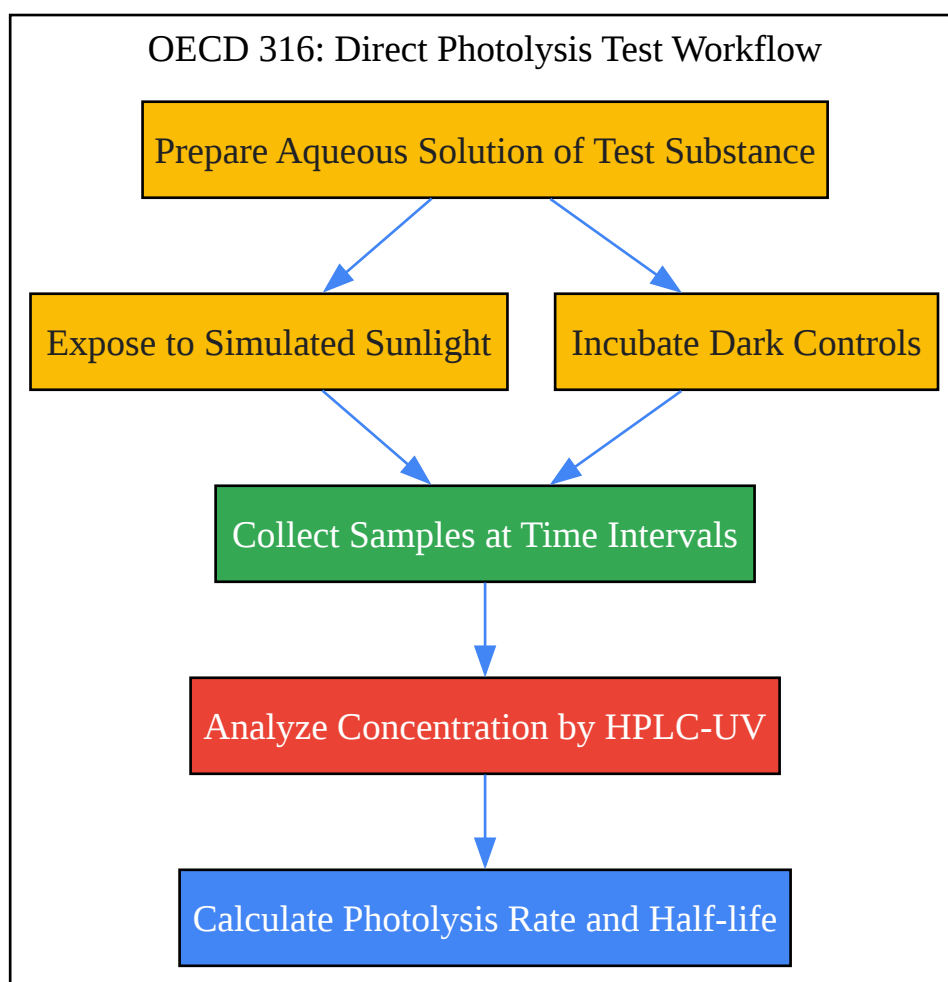 OECD 316: Direct Photolysis Test Workflow
Prepare Aqueous Solution of Test Substance
Expose to Simulated Sunlight
Incubate Dark Controls
Collect Samples at Time Intervals
Analyze Concentration by HPLC-UV
Calculate Photolysis Rate and Half-life